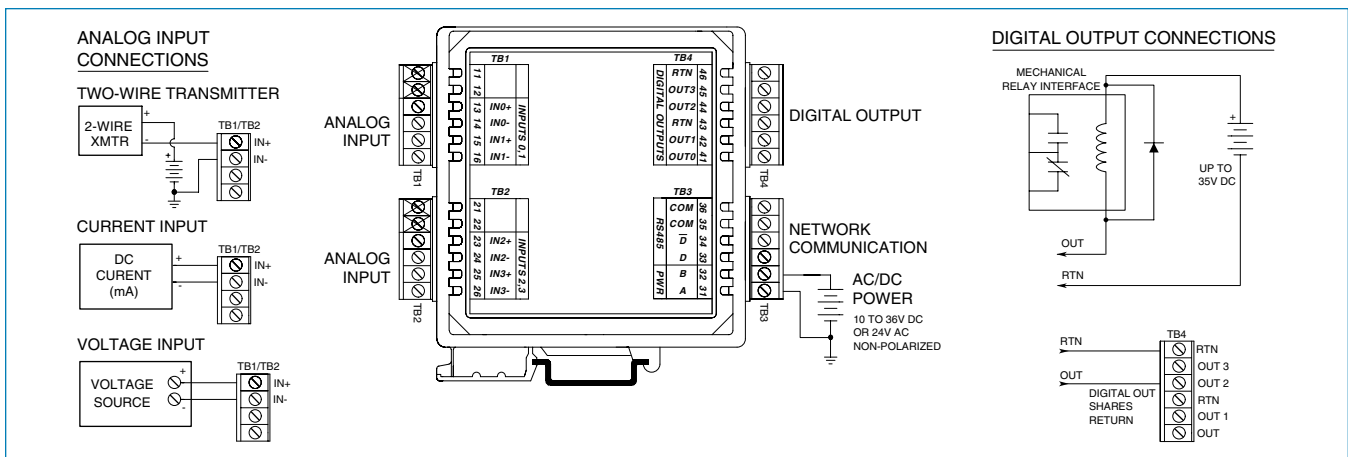 ANALOG INPUT
CONNECTIONS
TWO-WIRE TRANSMITTER
2-WIRE
XMTR
+
-
+
TB1/TB2
IN+
IN-
CURRENT INPUT
DC
CURENT
(mA)
+
-
TB1/TB2
IN+
IN-
VOLTAGE INPUT
VOLTAGE
SOURCE
+
-
TB1/TB2
IN+
IN-
ANALOG
INPUT
TB1
TB1
11
12
13 IN0+
14 IN0-
15 IN1+
16 IN1-
INPUTS 0,1
ANALOG
INPUT
TB2
TB2
21
22
23 IN2+
24 IN2-
25 IN3+
26 IN3-
INPUTS 2,3
TB4
DIGITAL OUTPUTS
RTN 46
OUT3 45
OUT2 44
RTN 43
OUT1 42
OUT0 41
TB4
DIGITAL OUTPUT
TB3
RS485
COM 36
COM 35
D 34
D 33
PWR
B 32
A 31
TB3
NETWORK
COMMUNICATION
AC/DC
POWER
10 TO 36V DC
OR 24V AC
NON-POLARIZED
DIGITAL OUTPUT CONNECTIONS
MECHANICAL
RELAY INTERFACE
+
UP TO
35V DC
OUT
RTN
RTN
OUT
DIGITAL OUT
SHARES
RETURN
TB4
RTN
OUT 3
OUT 2
RTN
OUT 1
OUT